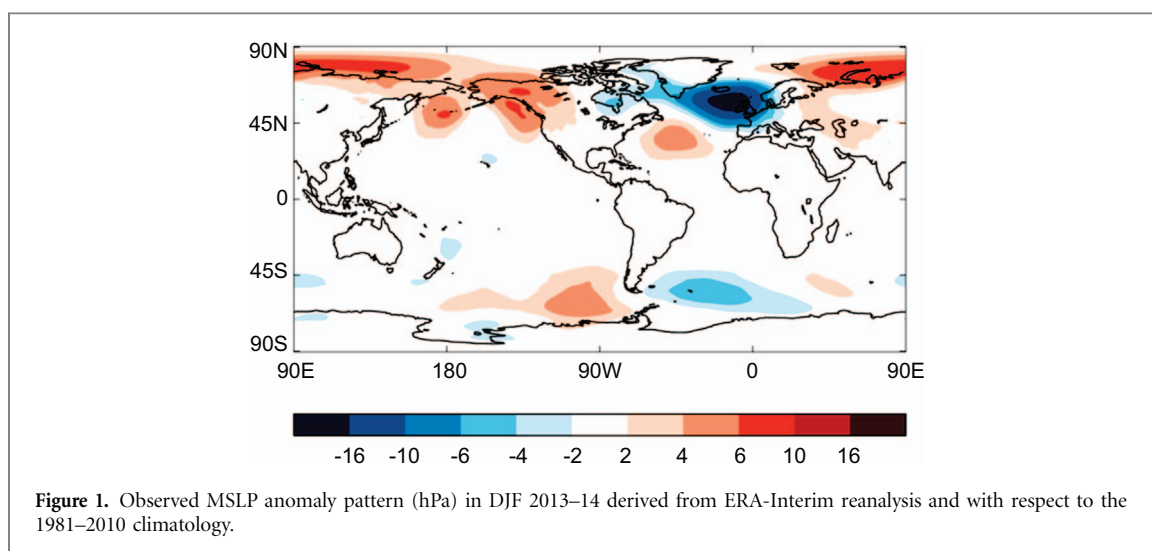 90N
45N
0
45S
90S
90E 180 90W 0 90E
-16 -10 -6 -4 -2 2 4 6 10 16
Figure 1. Observed MSLP anomaly pattern (hPa) in DJF 2013–14 derived from ERA-Interim reanalysis and with respect to the
1981–2010 climatology.